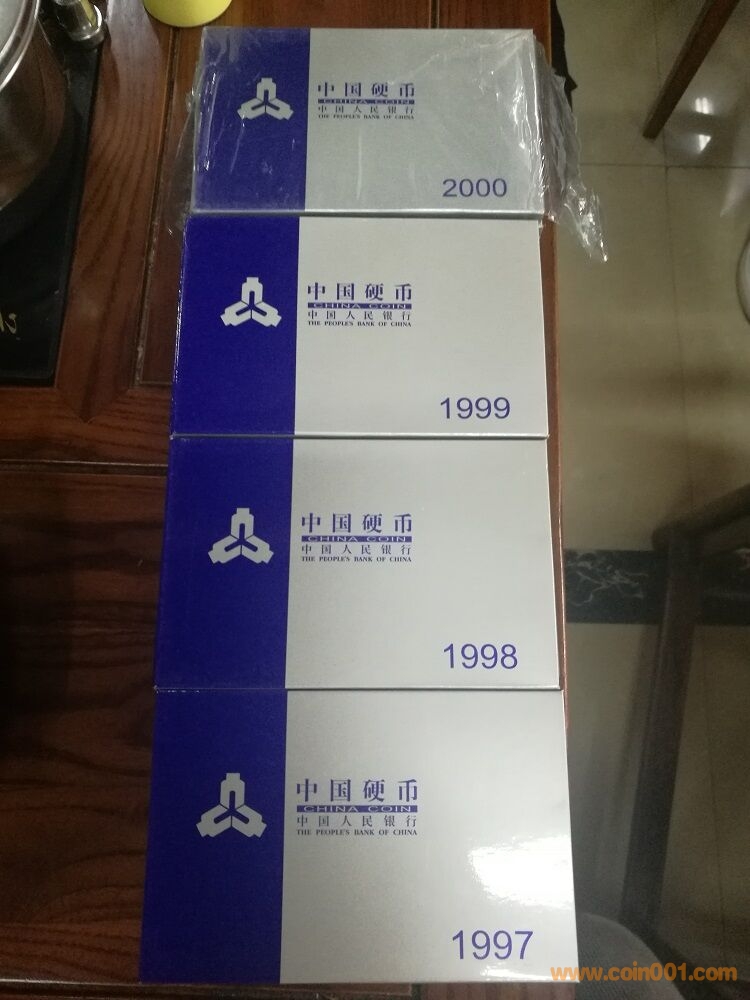 中国硬币
CHINA COIN
中国人民银行
THE PEOPLE'S BANK OF CHINA
2000
中国硬币
CHINA COIN
中国人民银行
THE PEOPLE'S BANK OF CHINA
1999
中国硬币
CHINA COIN
中国人民银行
THE PEOPLE'S BANK OF CHINA
1998
中国硬币
CHINA COIN
中国人民银行
THE PEOPLE'S BANK OF CHINA
1997
www.coin001.com